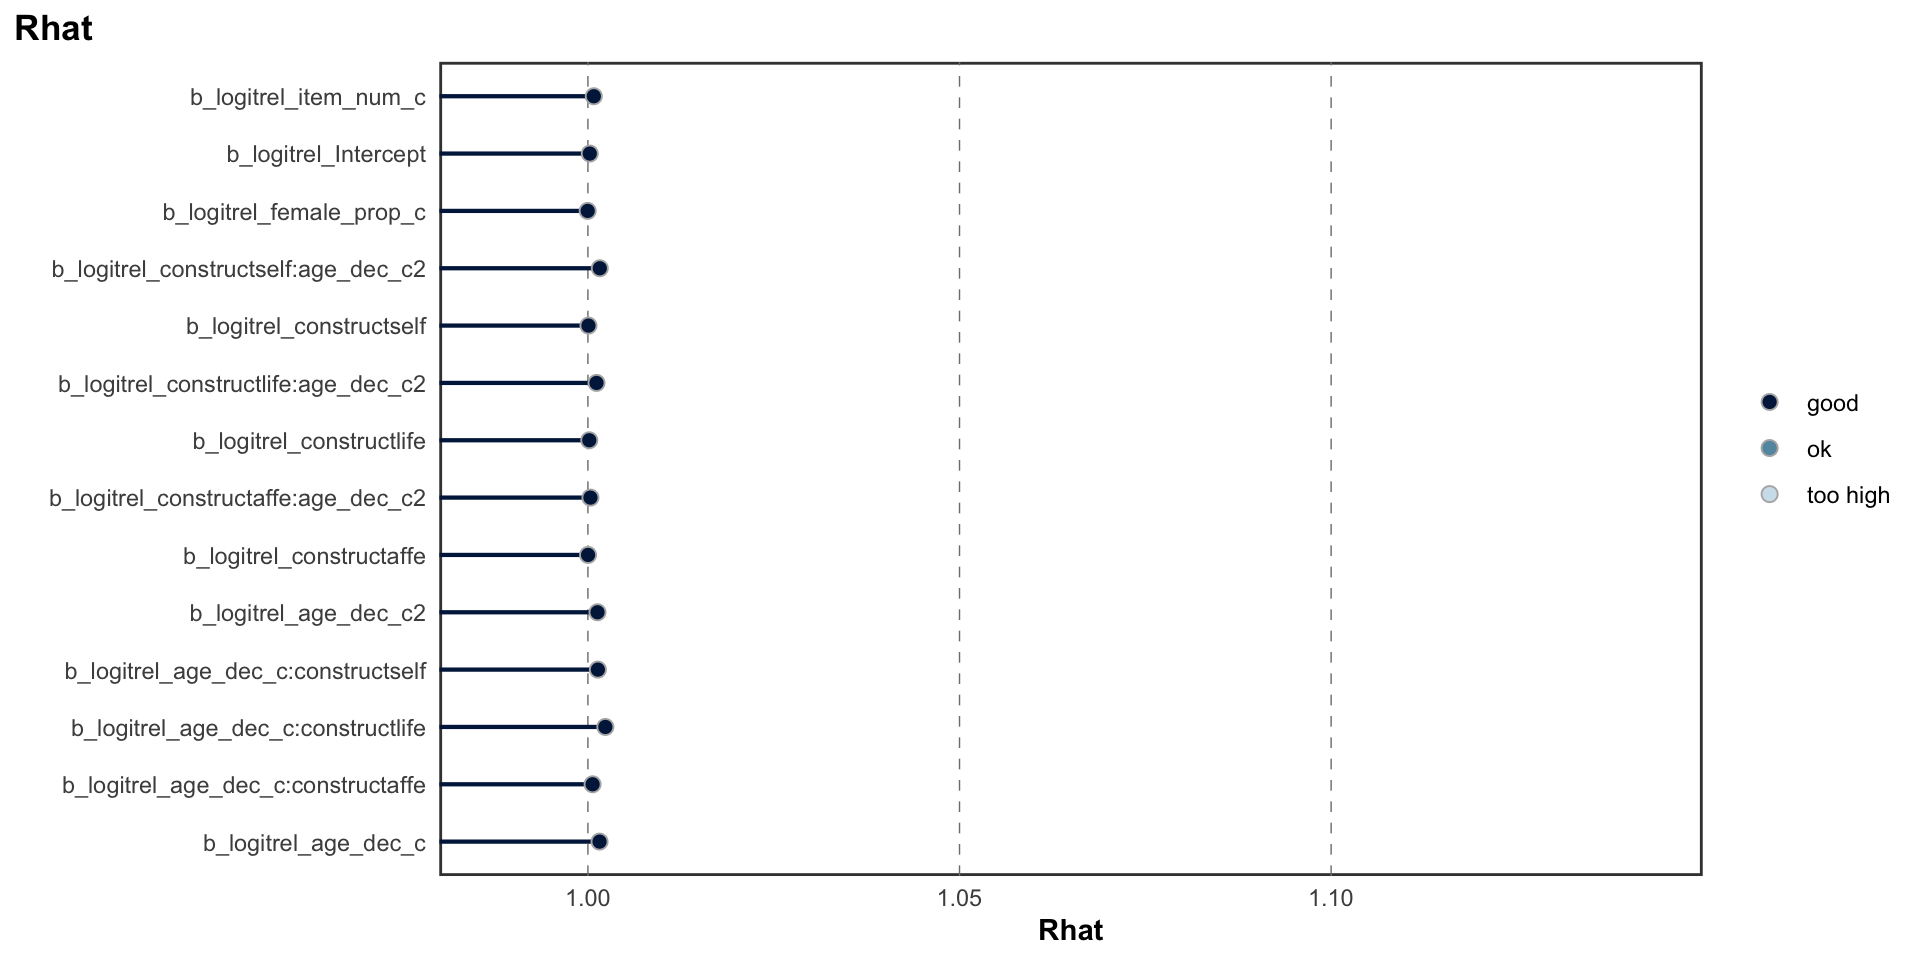 Rhat
b_logitrel_item_num_c
b_logitrel_Intercept
b_logitrel_female_prop_c
b_logitrel_constructself:age_dec_c2
b_logitrel_constructself
b_logitrel_constructlife:age_dec_c2
b_logitrel_constructlife
b_logitrel_constructaffe:age_dec_c2
b_logitrel_constructaffe
b_logitrel_age_dec_c2
b_logitrel_age_dec_c:constructself
b_logitrel_age_dec_c:constructlife
b_logitrel_age_dec_c:constructaffe
b_logitrel_age_dec_c
1.00 1.05 1.10
Rhat
good
ok
too high